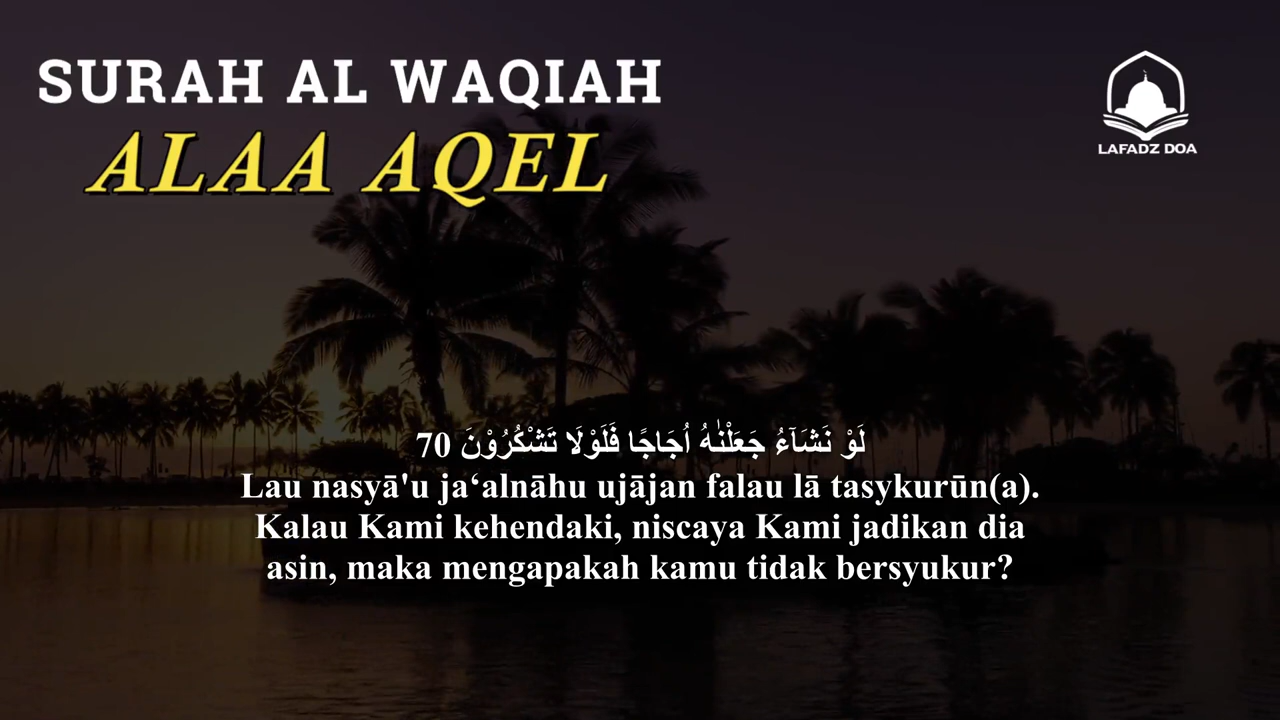 SURAH AL WAQIAH
ALAA AQEL
LAFADZ DOA
لَوْ نَشَاۤءُ جَعَلْنٰهُ اُجَاجًا فَلَوْلَا تَشْكُرُوْنَ 70
Lau nasyā'u ja‘alnāhu ujājan falau lā tasykurūn(a).
Kalau Kami kehendaki, niscaya Kami jadikan dia
asin, maka mengapakah kamu tidak bersyukur?